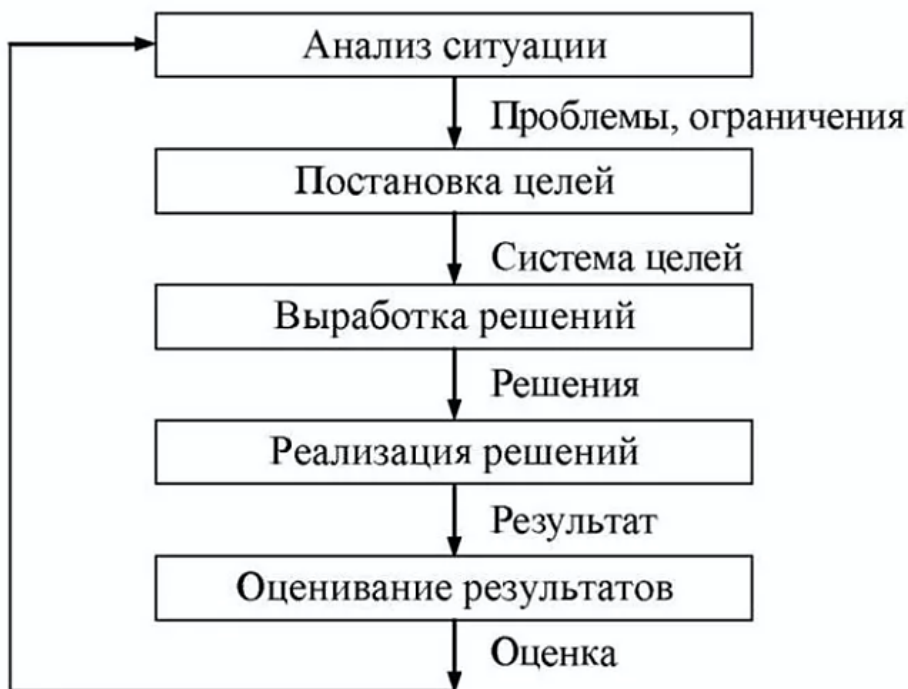 Анализ ситуации
Проблемы, ограничения
Постановка целей
Система целей
Выработка решений
Решения
Реализация решений
Результат
Оценивание результатов
Оценка